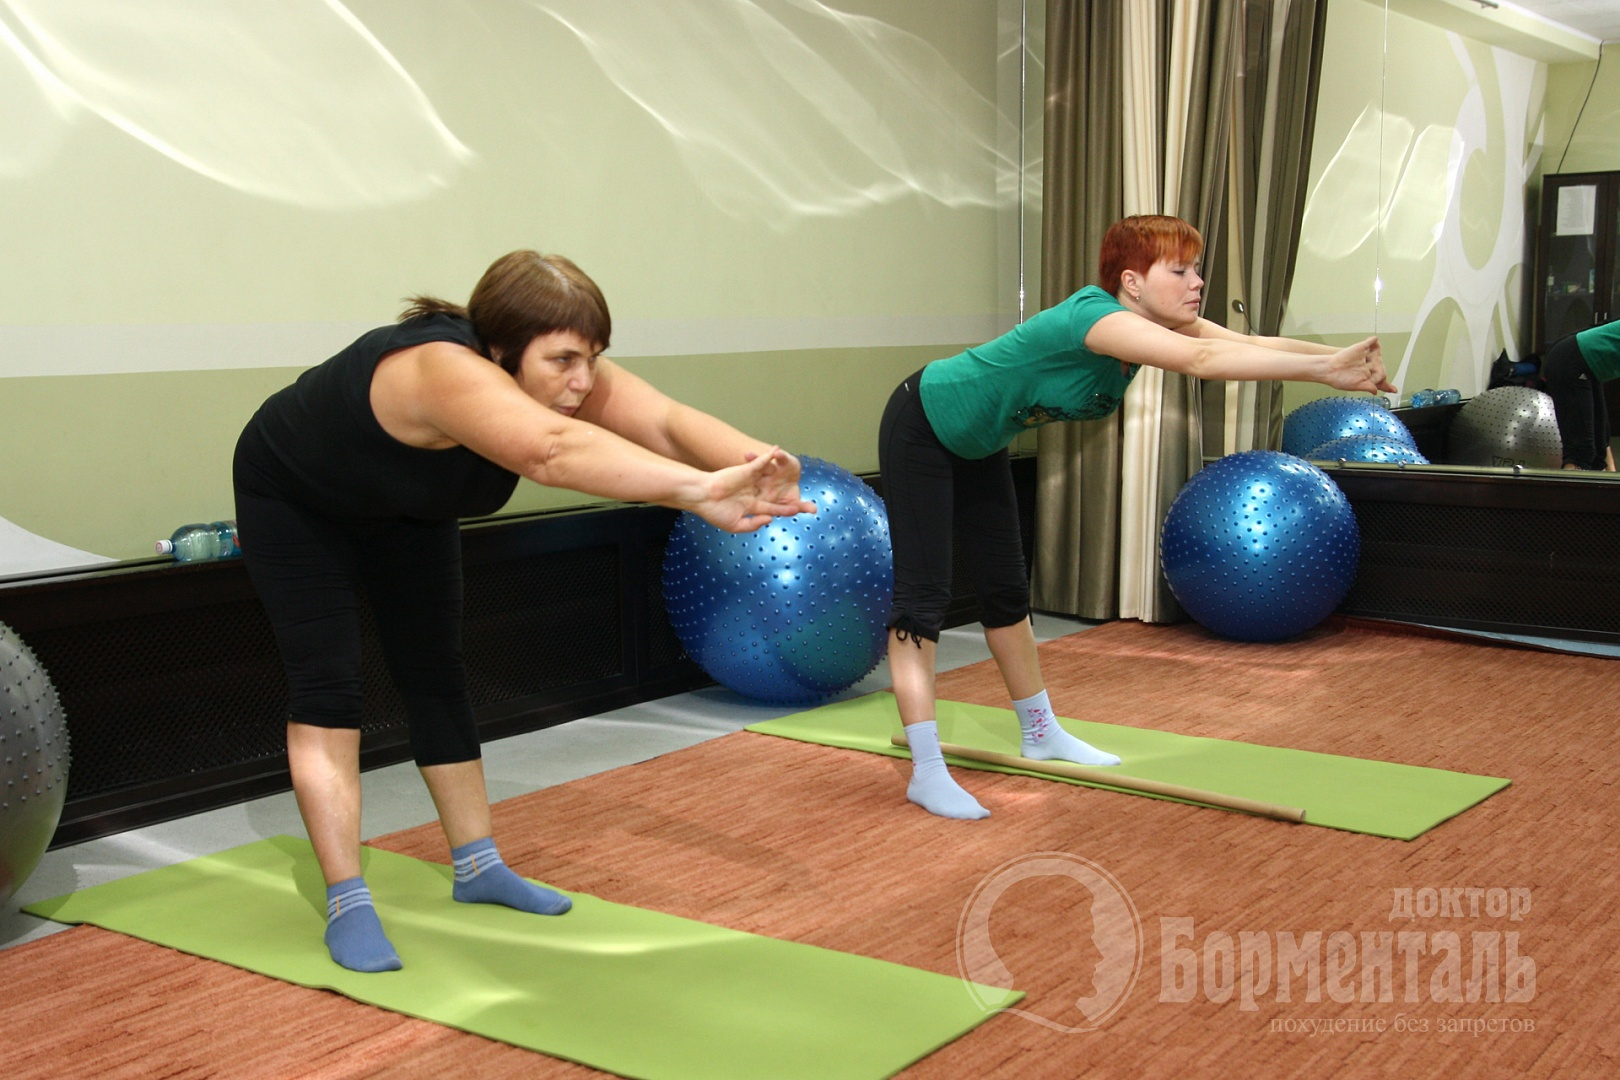 доктор
Борменталь
похудение без запретов